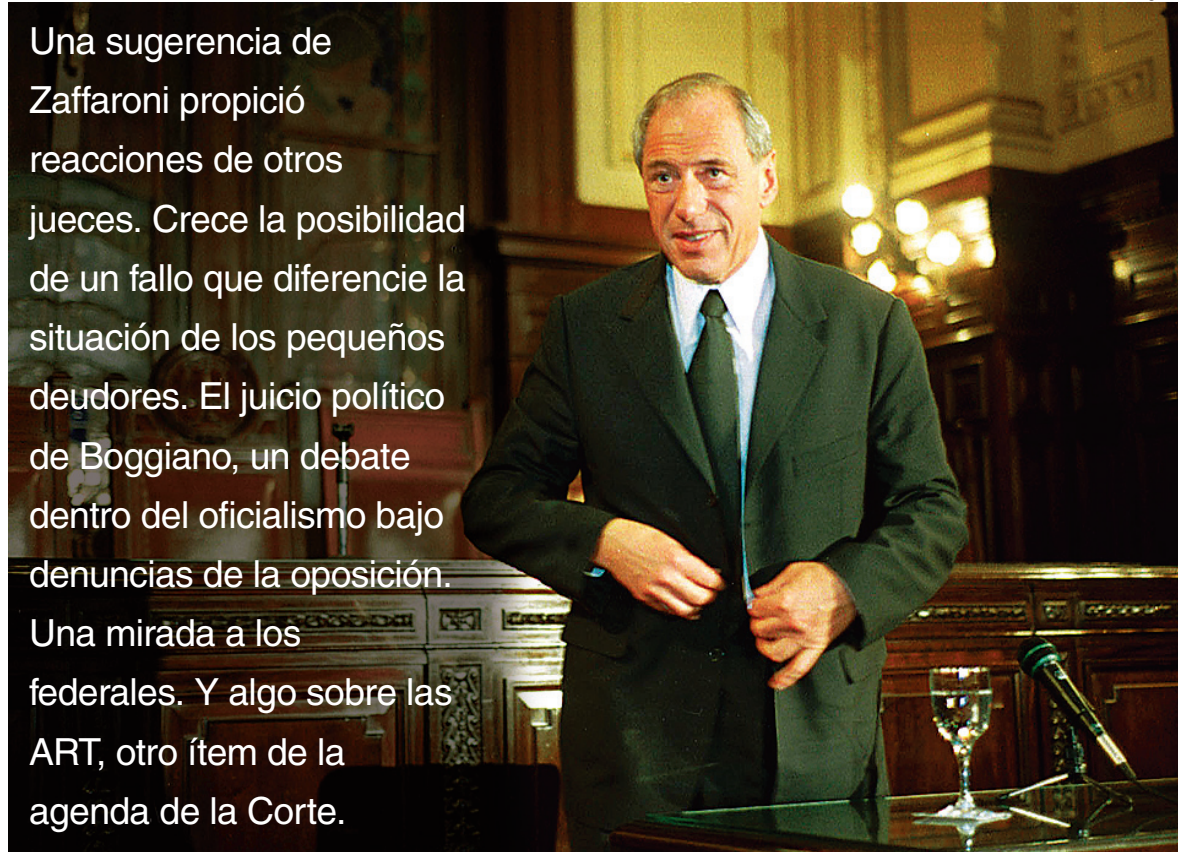 Una sugerencia de
Zaffaroni propició
reacciones de otros
jueces. Crece la posibilidad
de un fallo que diferencie la
situación de los pequeños
deudores. El juicio político
de Boggiano, un debate
dentro del oficialismo bajo
denuncias de la oposición.
Una mirada a los
federales. Y algo sobre las
ART, otro ítem de la
agenda de la Corte.